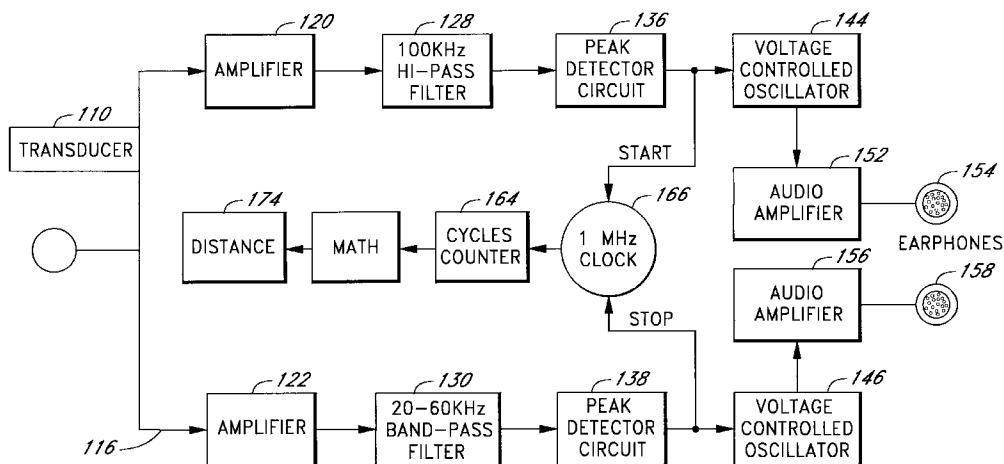 120
128
136
144
AMPLIFIER
100KHz
HI-PASS
FILTER
PEAK
DETECTOR
CIRCUIT
VOLTAGE
CONTROLLED
OSCILLATOR
110
TRANSDUCER
START
152
154
174
164
166
AUDIO
AMPLIFIER
DISTANCE
MATH
CYCLES
COUNTER
1 MHz
CLOCK
EARPHONES
156
158
AUDIO
AMPLIFIER
STOP
122
130
138
146
116
AMPLIFIER
20-60KHz
BAND-PASS
FILTER
PEAK
DETECTOR
CIRCUIT
VOLTAGE
CONTROLLED
OSCILLATOR